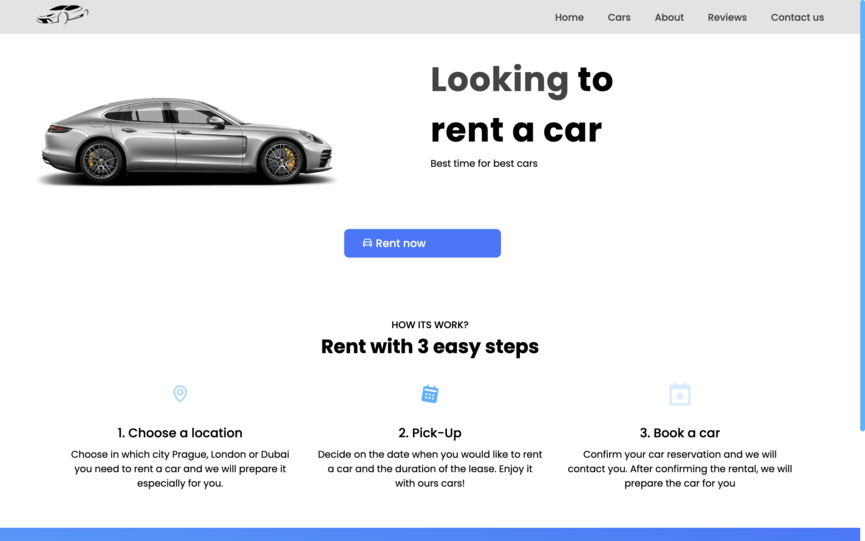 Home Cars About Reviews Contact us
Looking to
rent a car
Best time for best cars
Rent now
HOW ITS WORK?
Rent with 3 easy steps
1. Choose a location
Choose in which city Prague, London or Dubai
you need to rent a car and we will prepare it
especially for you.
2. Pick-Up
Decide on the date when you would like to rent
a car and the duration of the lease. Enjoy it
with ours cars!
3. Book a car
Confirm your car reservation and we will
contact you. After confirming the rental, we will
prepare the car for you